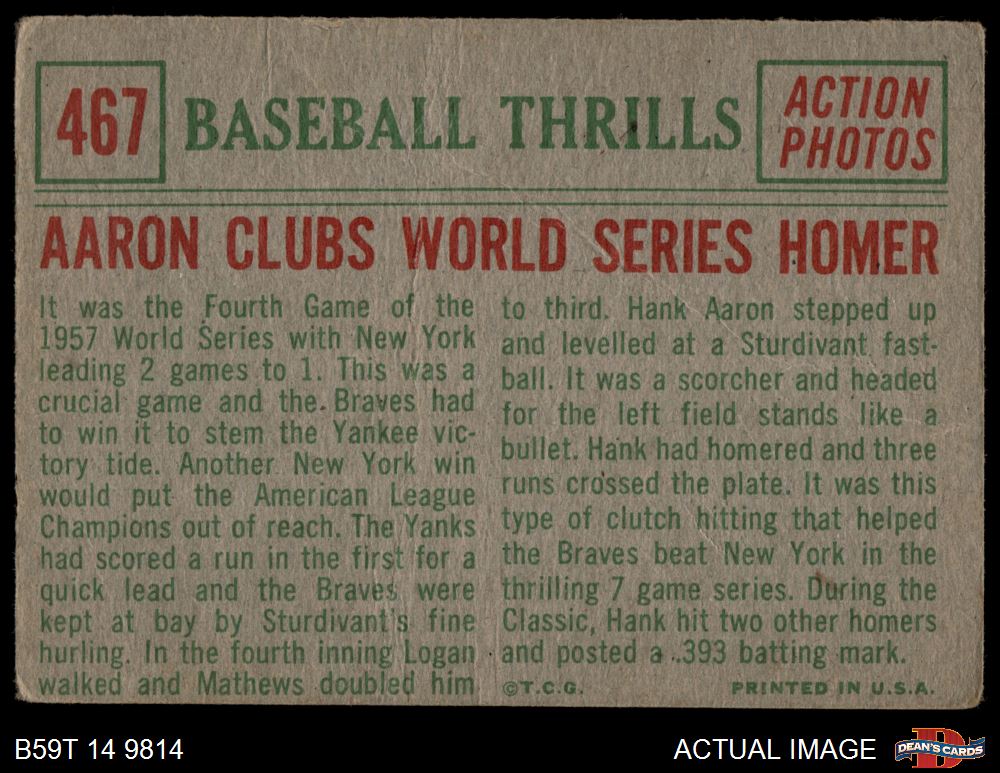 467
BASEBALL THRILLS
ACTION
PHOTOS
AARON CLUBS WORLD SERIES HOMER
It was the Fourth Game of the
1957 World Series with New York
leading 2 games to 1. This was a
crucial game and the Braves had
to win it to stem the Yankee vic-
tory tide. Another New York win
would put the American League
Champions out of reach. The Yanks
had scored a run in the first for a
quick lead and the Braves were
kept at bay by Sturdivant's fine
hurling. In the fourth inning Logan
walked and Mathews doubled him
to third. Hank Aaron stepped up
and levelled at a Sturdivant fast-
ball. It was a scorcher and headed
for the left field stands like a
bullet. Hank had homered and three
runs crossed the plate. It was this
type of clutch hitting that helped
the Braves beat New York in the
thrilling 7 game series. During the
Classic, Hank hit two other homers
and posted a .393 batting mark.
©T.C.G. PRINTED IN U.S.A.
B59T 14 9814
ACTUAL IMAGE
D
DEAN'S CARDS